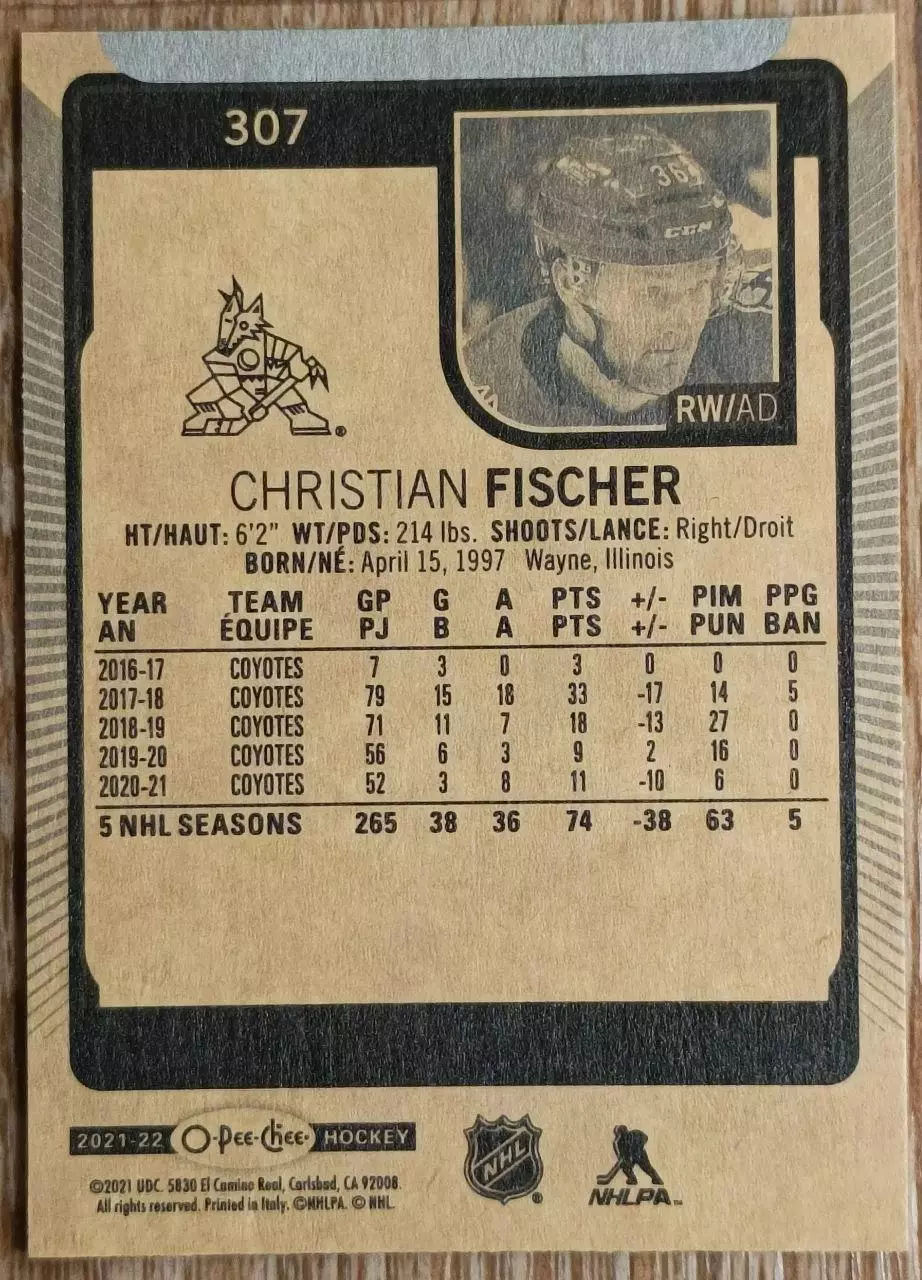 307
36
CCM
RW/AD
CHRISTIAN FISCHER
HT/HAUT: 6'2" WT/PDS: 214 lbs. SHOOTS/LANCE: Right/Droit
BORN/NÉ: April 15, 1997 Wayne, Illinois
YEAR TEAM GP G A PTS +/- PIM PPG
AN ÉQUIPE PJ B A PTS +/- PUN BAN
2016-17 COYOTES 7 3 0 3 0 0 0
2017-18 COYOTES 79 15 18 33 -17 14 5
2018-19 COYOTES 71 11 7 18 -13 27 0
2019-20 COYOTES 56 6 3 9 2 16 0
2020-21 COYOTES 52 3 8 11 -10 6 0
5 NHL SEASONS 265 38 36 74 -38 63 5
2021-22 O-Pee-Chee HOCKEY
NHL ®
NHLPA™
©2021 UDC. 5830 El Camino Real, Carlsbad, CA 92008.
All rights reserved. Printed in Italy. ©NHLPA. © NHL.